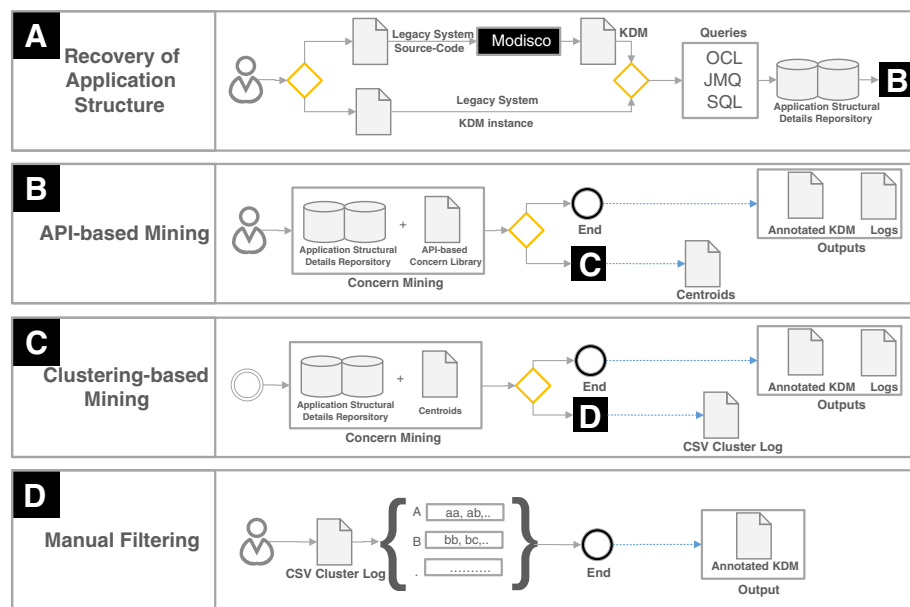 A
Recovery of
Application
Structure
Legacy System
Source-Code
Modisco
KDM
Legacy System
KDM instance
Queries
OCL
JMQ
SQL
Application Structural
Details Reporsitory
B
B
API-based Mining
Application Structural
Details Reporsitory
+
API-based
Concern Library
Concern Mining
End
C
Centroids
Annotated KDM
Logs
Outputs
C
Clustering-based
Mining
Application Structural
Details Reporsitory
+
Centroids
Concern Mining
End
D
CSV Cluster Log
Annotated KDM
Logs
Outputs
D
Manual Filtering
CSV Cluster Log
A aa, ab,..
B bb, bc,..
. ..........
End
Annotated KDM
Output